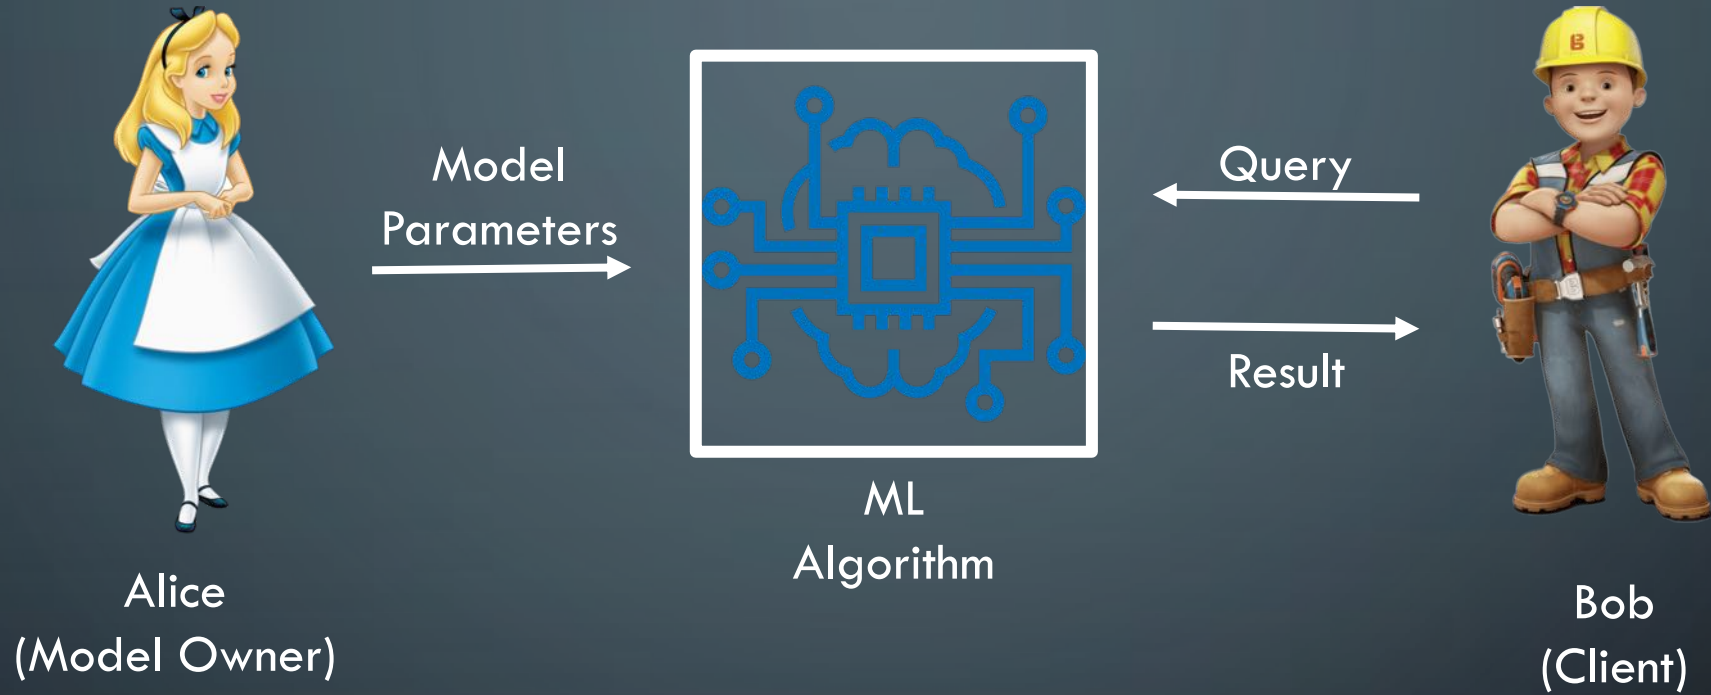 Model
Parameters
Query
Result
ML
Algorithm
Alice
(Model Owner)
Bob
(Client)
B